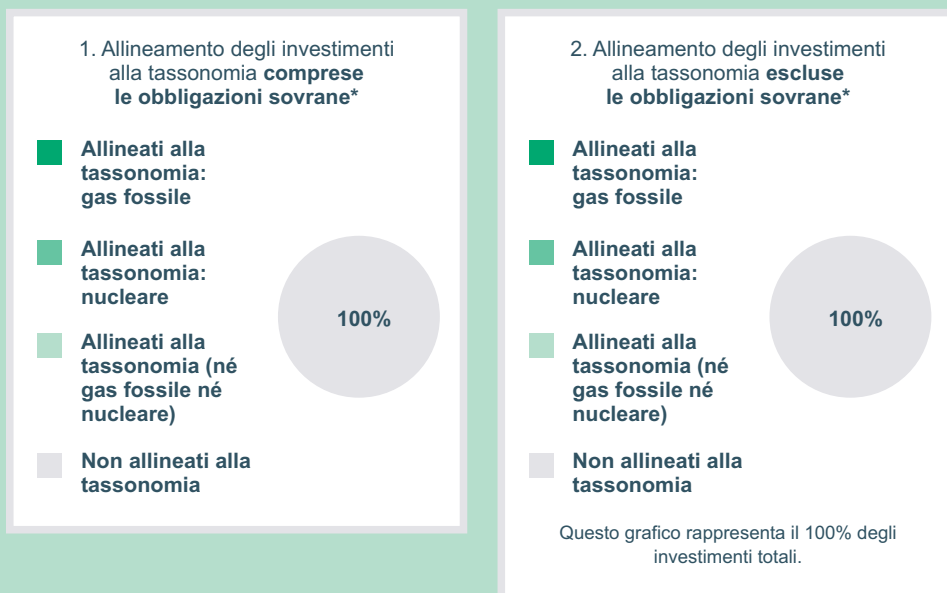 1. Allineamento degli investimenti
alla tassonomia comprese
le obbligazioni sovrane*
Allineati alla
tassonomia:
gas fossile
Allineati alla
tassonomia:
nucleare
Allineati alla
tassonomia (né
gas fossile né
nucleare)
Non allineati alla
tassonomia
100%
2. Allineamento degli investimenti
alla tassonomia escluse
le obbligazioni sovrane*
Allineati alla
tassonomia:
gas fossile
Allineati alla
tassonomia:
nucleare
Allineati alla
tassonomia (né
gas fossile né
nucleare)
Non allineati alla
tassonomia
100%
Questo grafico rappresenta il 100% degli
investimenti totali.